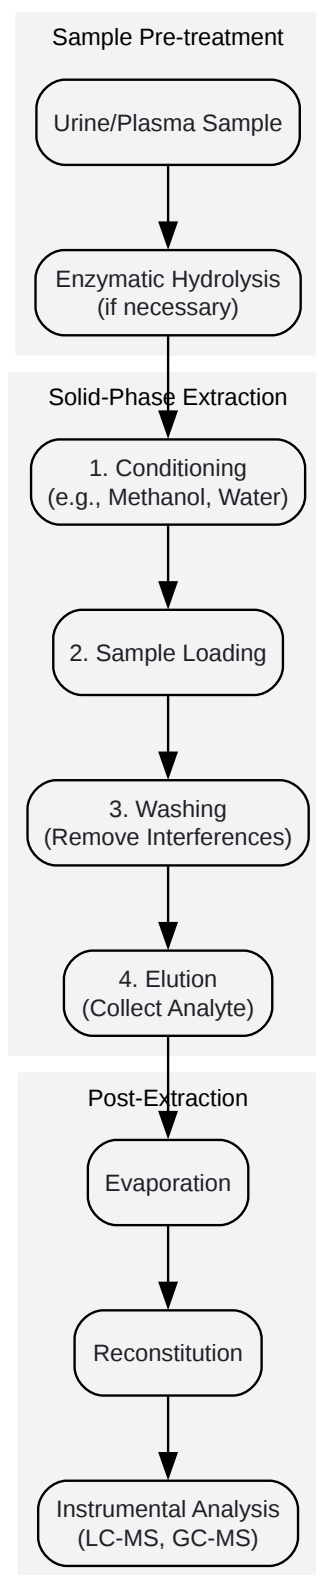 Sample Pre-treatment
Urine/Plasma Sample
Enzymatic Hydrolysis
(if necessary)
Solid-Phase Extraction
1. Conditioning
(e.g., Methanol, Water)
2. Sample Loading
3. Washing
(Remove Interferences)
4. Elution
(Collect Analyte)
Post-Extraction
Evaporation
Reconstitution
Instrumental Analysis
(LC-MS, GC-MS)